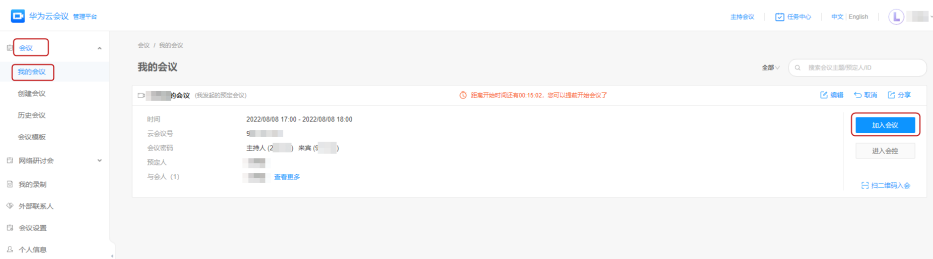 华为云会议 管理平台
主持会议 任务中心 中文 English
会议
我的会议
创建会议
历史会议
会议模板
网络研讨会
我的录制
外部联系人
会议设置
个人信息
会议 / 我的会议
我的会议
全部 搜索会议主题/预定人/ID
的会议 (我发起的预定会议) 距离开始时间还有00:15:02，您可以提前开始会议了 编辑 取消 分享
时间 2022/08/08 17:00 - 2022/08/08 18:00
云会议号 9
会议密码 主持人 (2 ) 来宾 (9 )
预定人
与会人 (1) 查看更多
加入会议
进入会控
扫二维码入会